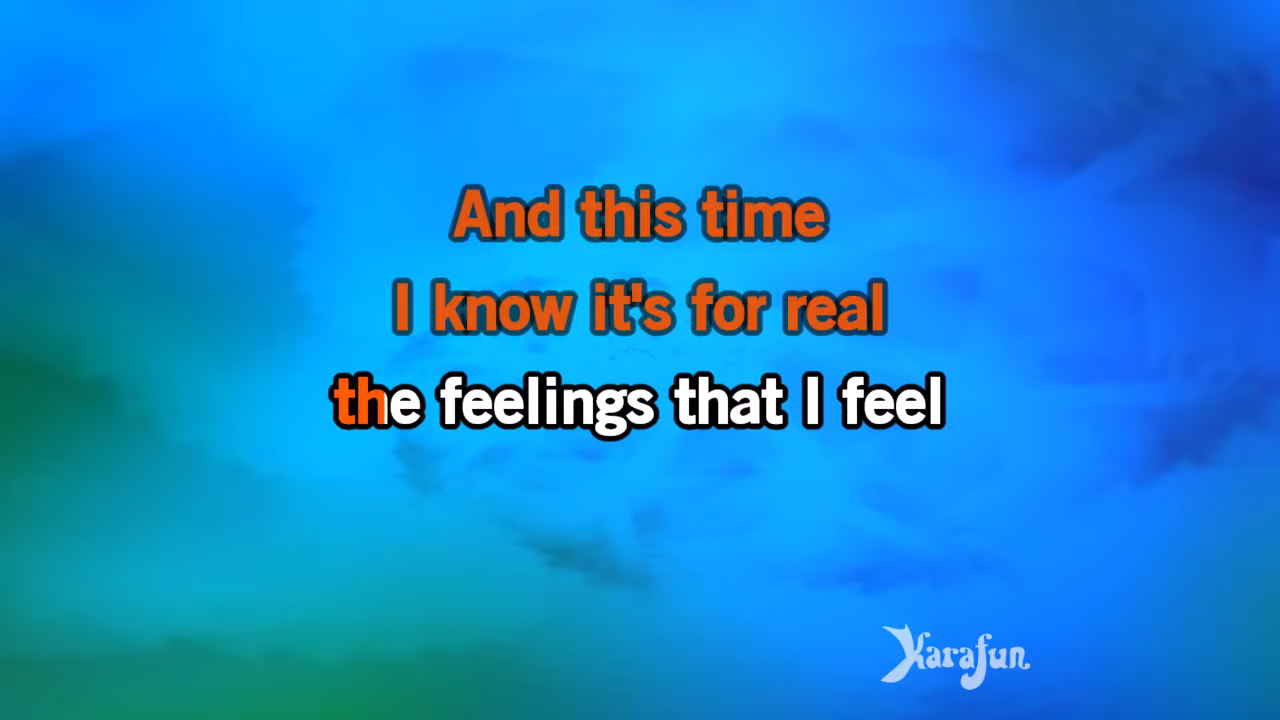 And this time
I know it's for real
the feelings that I feel
Karafun